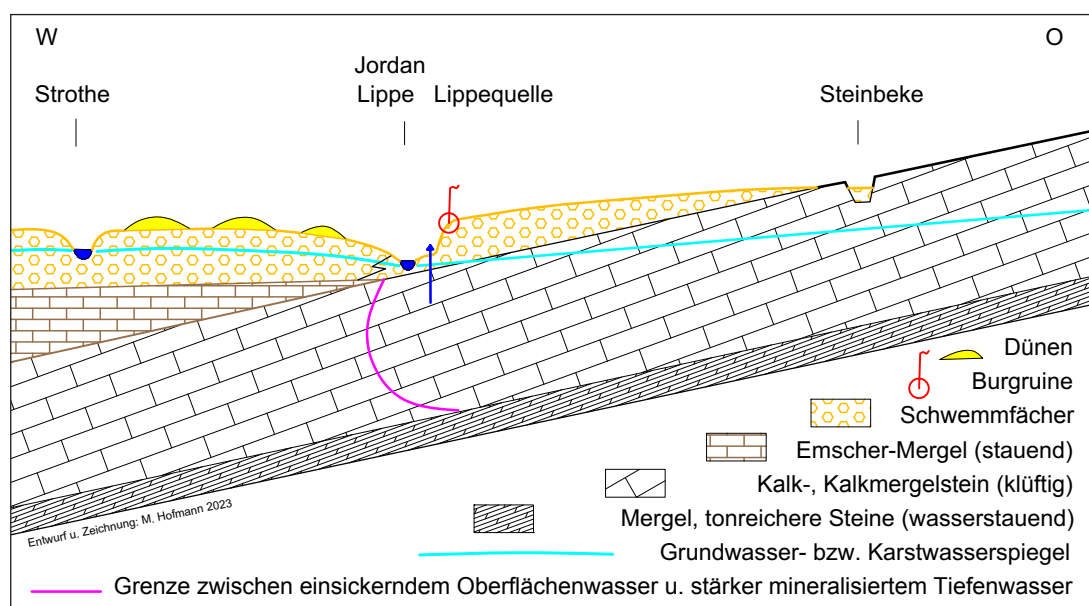 W
O
Jordan
Strothe
Lippe
Lippequelle
Steinbeke
Dünen
Burgruine
Schwemmfächer
Emscher-Mergel (stauend)
Kalk-, Kalkmergelstein (klüftig)
Mergel, tonreichere Steine (wasserstauend)
Entwurf u. Zeichnung: M. Hofmann 2023
Grundwasser- bzw. Karstwasserspiegel
Grenze zwischen einsickerndem Oberflächenwasser u. stärker mineralisiertem Tiefenwasser